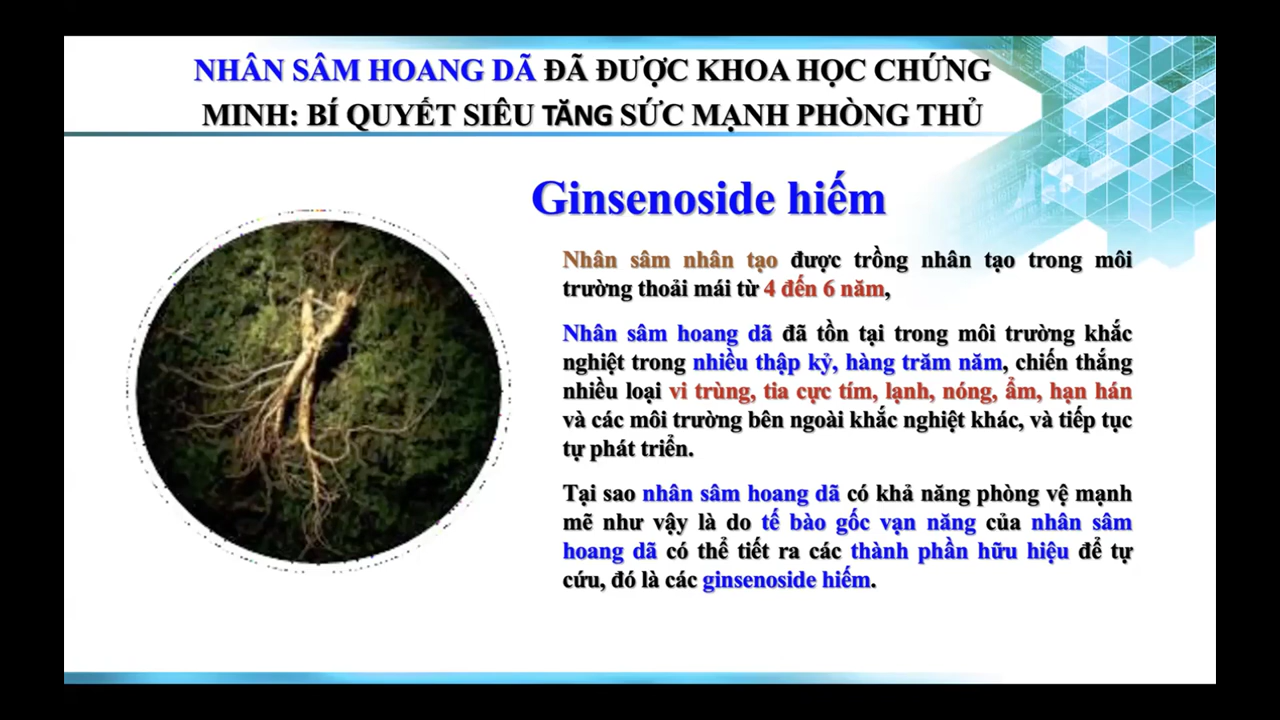 NHÂN SÂM HOANG DÃ ĐÃ ĐƯỢC KHOA HỌC CHỨNG
MINH: BÍ QUYẾT SIÊU TĂNG SỨC MẠNH PHÒNG THỦ
Ginsenoside hiếm
Nhân sâm nhân tạo được trồng nhân tạo trong môi
trường thoải mái từ 4 đến 6 năm,
Nhân sâm hoang dã đã tồn tại trong môi trường khắc
nghiệt trong nhiều thập kỷ, hàng trăm năm, chiến thắng
nhiều loại vi trùng, tia cực tím, lạnh, nóng, ẩm, hạn hán
và các môi trường bên ngoài khắc nghiệt khác, và tiếp tục
tự phát triển.
Tại sao nhân sâm hoang dã có khả năng phòng vệ mạnh
mẽ như vậy là do tế bào gốc vạn năng của nhân sâm
hoang dã có thể tiết ra các thành phần hữu hiệu để tự
cứu, đó là các ginsenoside hiếm.